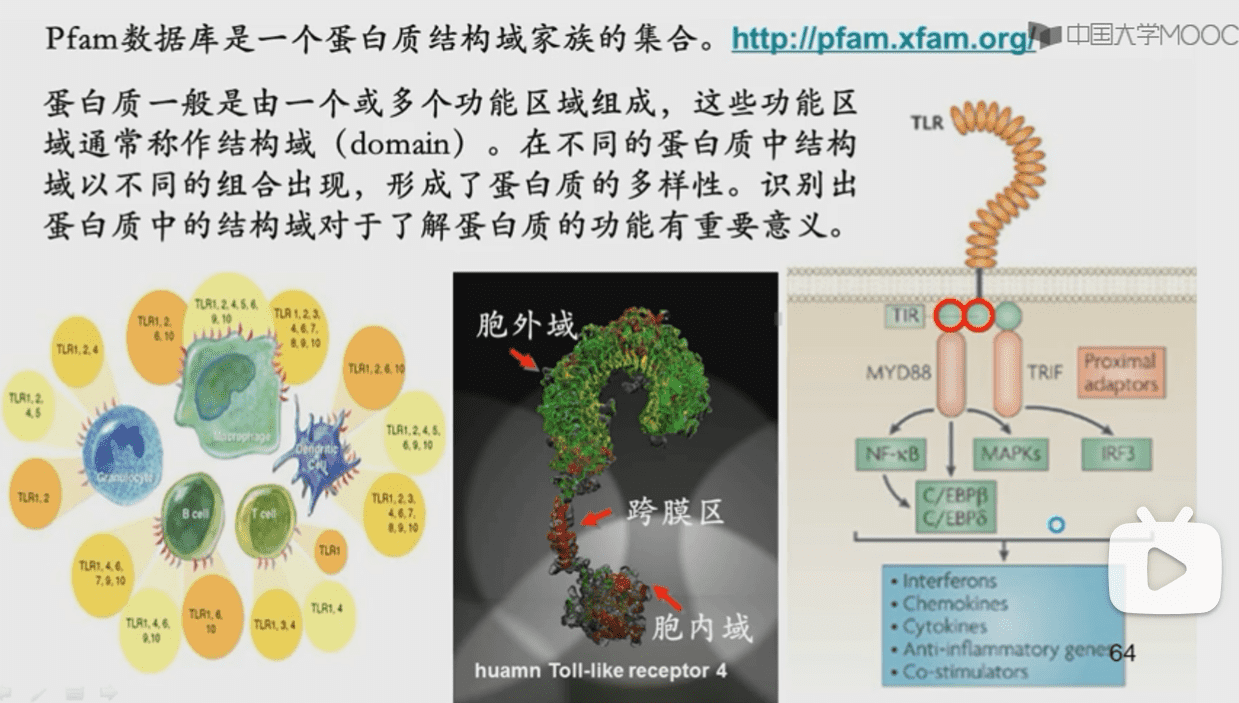 Pfam数据库是一个蛋白质结构域家族的集合。http://pfam.xfam.org/
中国大学MOOC
蛋白质一般是由一个或多个功能区域组成，这些功能区
域通常称作结构域（domain）。在不同的蛋白质中结构
域以不同的组合出现，形成了蛋白质的多样性。识别出
蛋白质中的结构域对于了解蛋白质的功能有重要意义。
TLR1, 2, 4, 5, 6,
9, 10
TLR1, 2,
6, 10
TLR 1, 2, 3,
4, 6, 7,
8, 9, 10
TLR1, 2, 4
TLR1, 2, 6, 10
TLR1, 2,
4, 5
TLR1, 2, 4, 5,
6, 9, 10
Macrophage
Dendritic
Cell
Granulocyte
TLR1, 2
B cell
T cell
TLR1, 2, 3,
4, 6, 7,
8, 9, 10
TLR1
TLR1, 4, 6,
7, 9, 10
TLR1, 4, 6,
9,10
TLR1, 6,
10
TLR1, 3, 4
TLR1, 4
胞外域
跨膜区
胞内域
huamn Toll-like receptor 4
TLR
TIR
MYD88
TRIF
Proximal
adaptors
NF-κB
MAPKs
IRF3
C/EBPβ
C/EBPδ
• Interferons
• Chemokines
• Cytokines
• Anti-inflammatory genes
• Co-stimulators
64